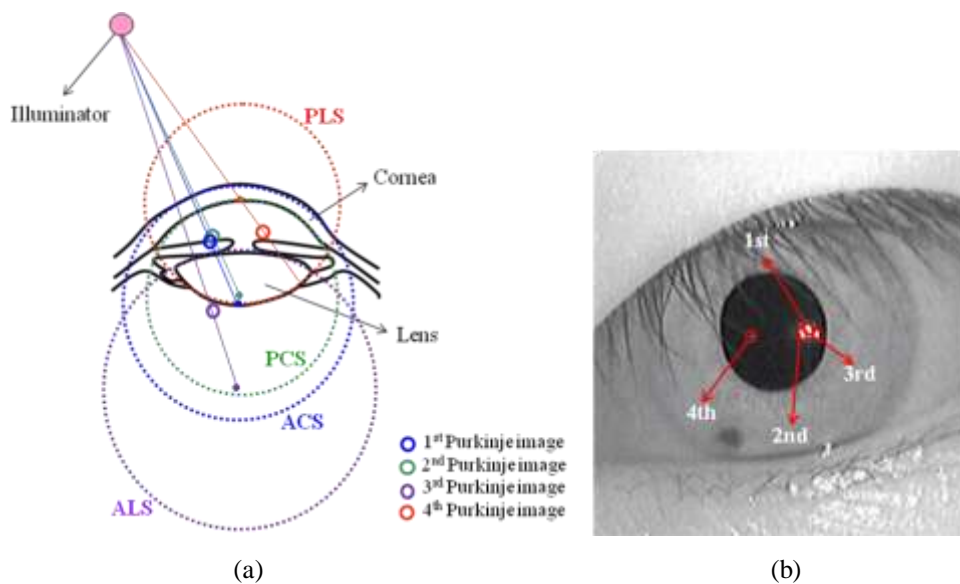 Illuminator
PLS
Cornea
Lens
PCS
ACS
ALS
1st Purkinje image
2nd Purkinje image
3rd Purkinje image
4th Purkinje image
(a)
1st
3rd
4th
2nd
(b)